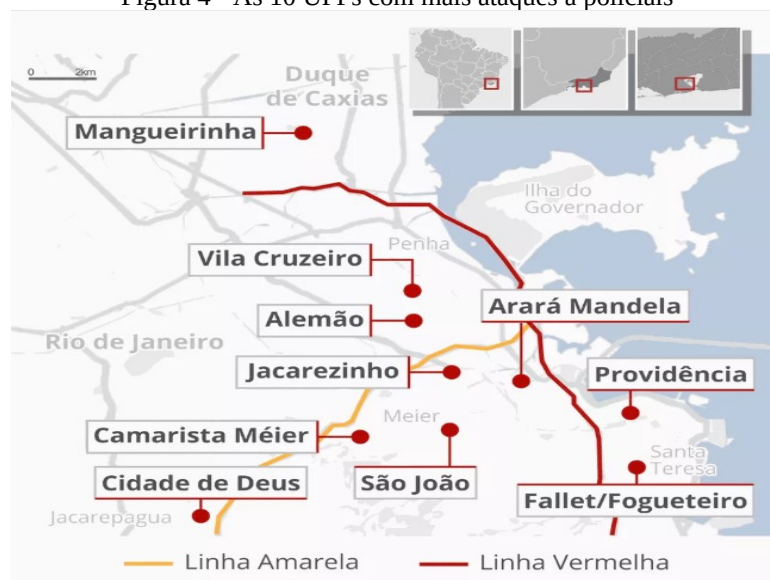 Figura 4 - As 10 UPPs com mais ataques a policiais
0 2km
Duque
de Caxias
Mangueirinha
Ilha do
Governador
Penha
Vila Cruzeiro
Arará Mandela
Alemão
Rio de Janeiro
Jacarezinho
Providência
Meier
Camarista Méier
Santa
Teresa
Cidade de Deus
São João
Fallet/Fogueteiro
Jacarepagua
Linha Amarela
Linha Vermelha